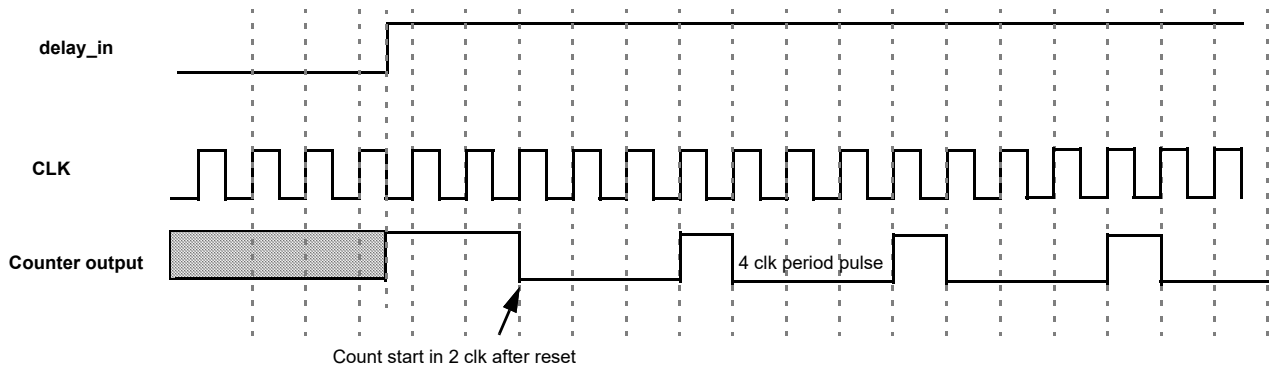 delay_in
CLK
Counter output
4 clk period pulse
Count start in 2 clk after reset